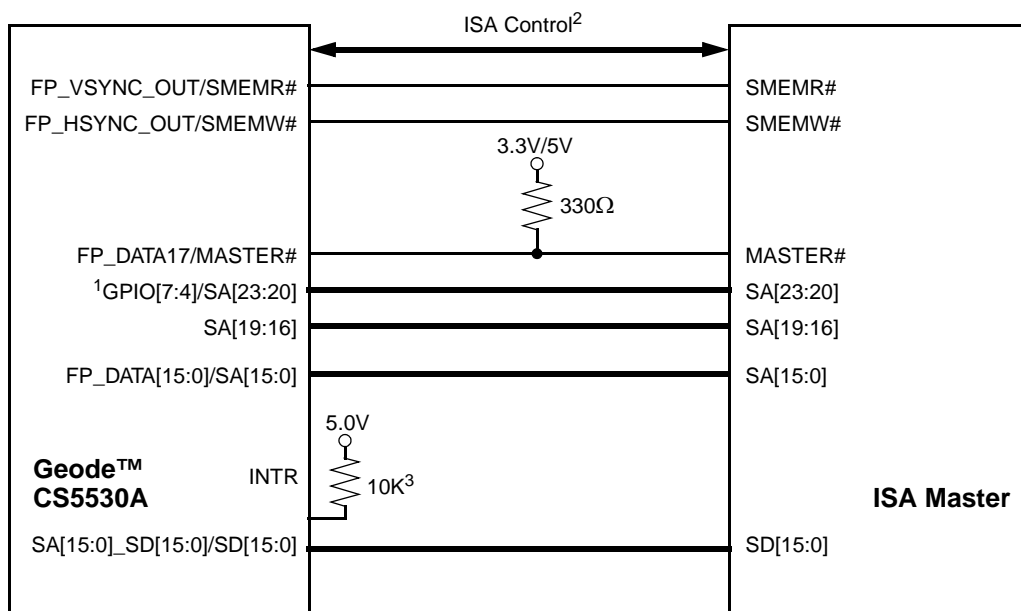 ISA Control²
FP_VSYNC_OUT/SMEMR# SMEMR#
FP_HSYNC_OUT/SMEMW# SMEMW#
3.3V/5V
330Ω
FP_DATA17/MASTER# MASTER#
¹GPIO[7:4]/SA[23:20] SA[23:20]
SA[19:16] SA[19:16]
FP_DATA[15:0]/SA[15:0] SA[15:0]
5.0V
Geode™
CS5530A
INTR
10K³
ISA Master
SA[15:0]_SD[15:0]/SD[15:0] SD[15:0]